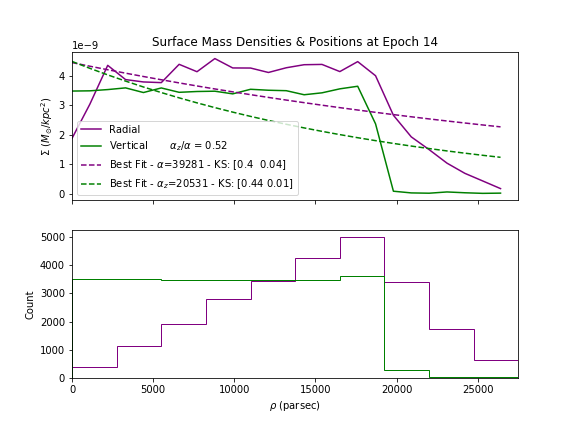 Surface Mass Densities & Positions at Epoch 14
1e−9
4
3
2
1
0
Σ (M⊙/kpc²)
Radial
Vertical αz/α = 0.52
Best Fit - α=39281 - KS: [0.4 0.04]
Best Fit - αz=20531 - KS: [0.44 0.01]
5000
4000
3000
2000
1000
0
Count
0 5000 10000 15000 20000 25000
ρ (parsec)